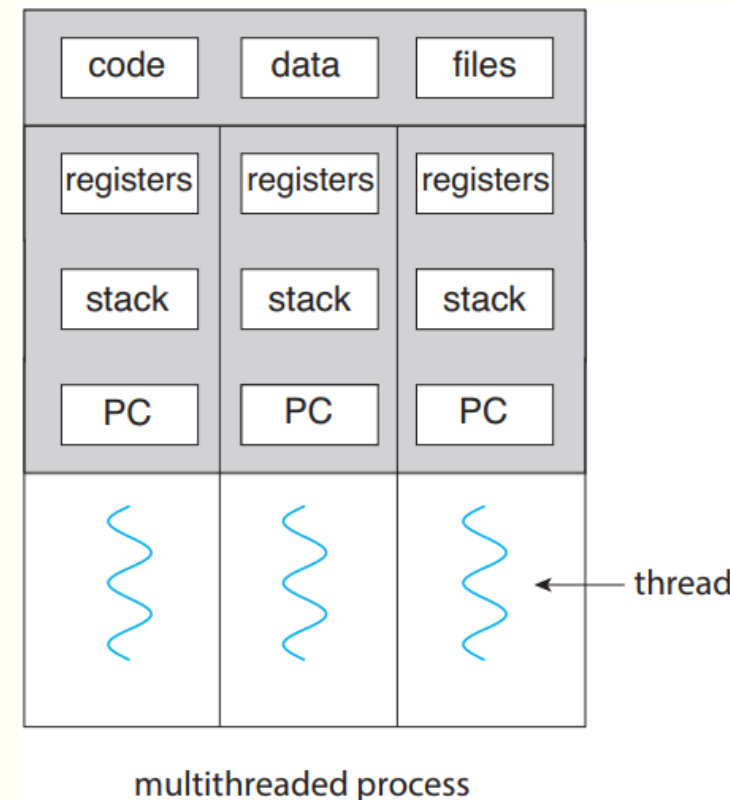 code data files
registers registers registers
stack stack stack
PC PC PC
thread
multithreaded process